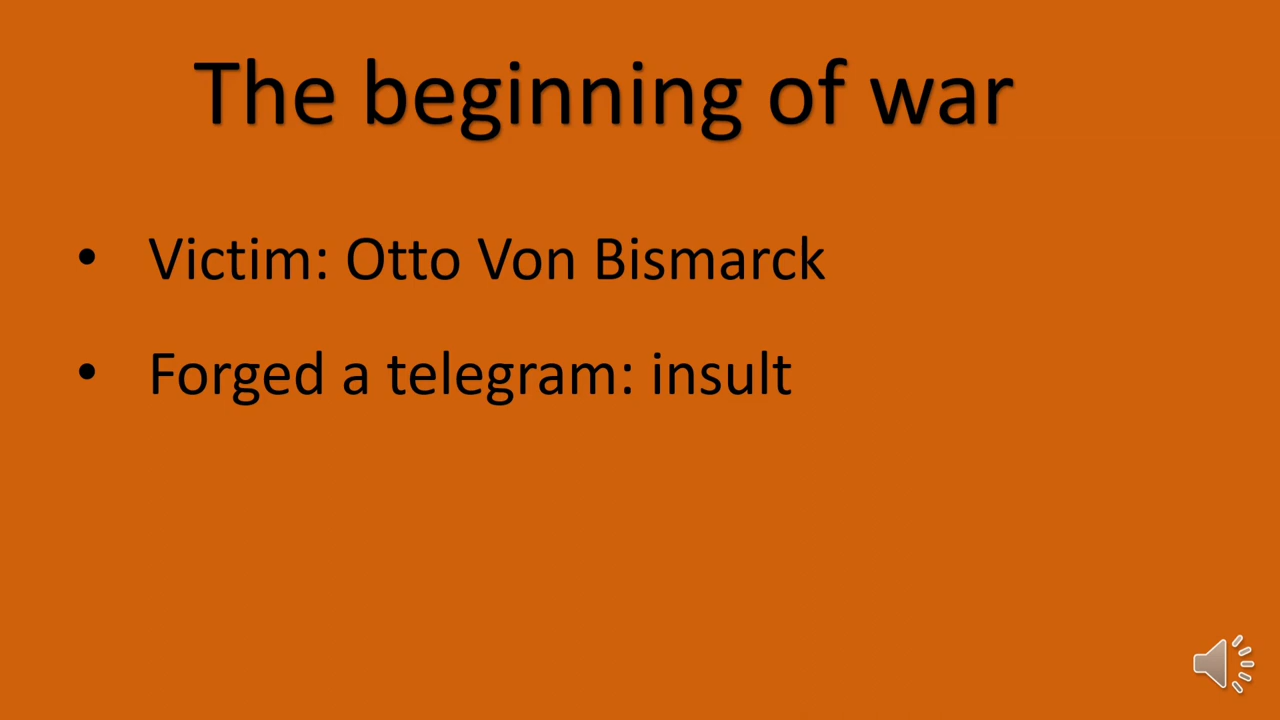 The beginning of war
• Victim: Otto Von Bismarck
• Forged a telegram: insult